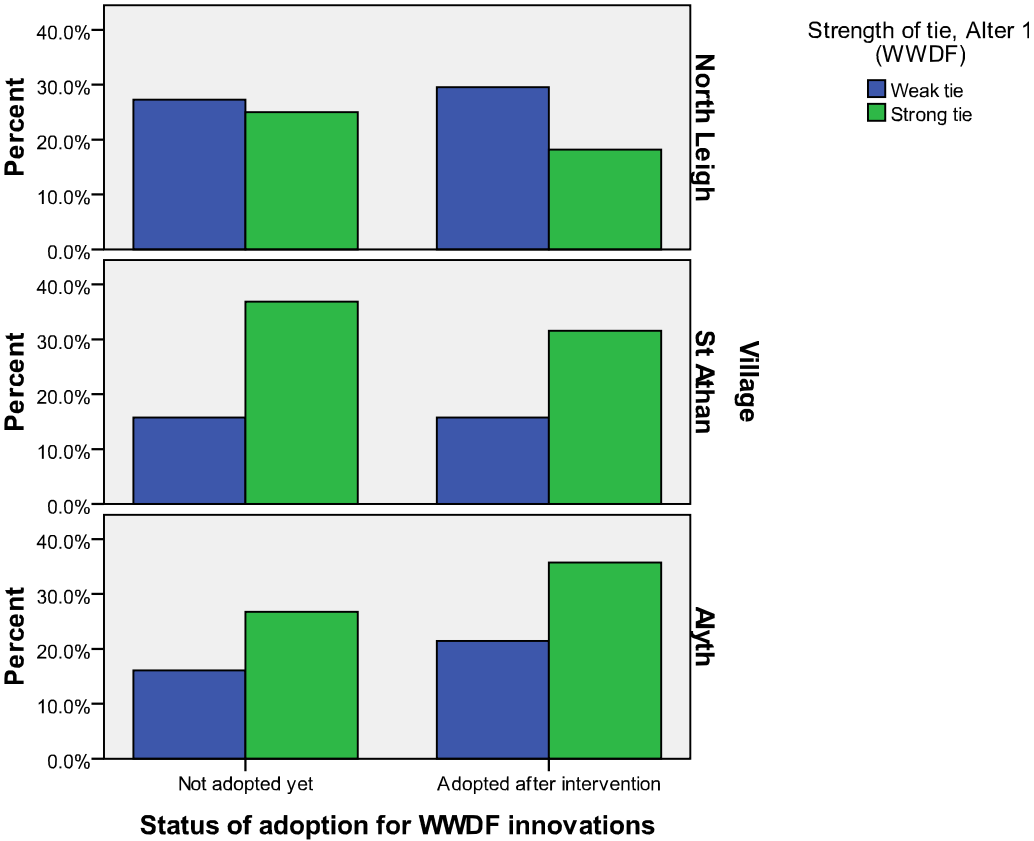 Strength of tie, Alter 1
(WWDF)
Weak tie
Strong tie
Percent
40.0%
30.0%
20.0%
10.0%
0.0%
North Leigh
Percent
40.0%
30.0%
20.0%
10.0%
0.0%
St Athan
Village
Percent
40.0%
30.0%
20.0%
10.0%
0.0%
Alyth
Not adopted yet
Adopted after intervention
Status of adoption for WWDF innovations